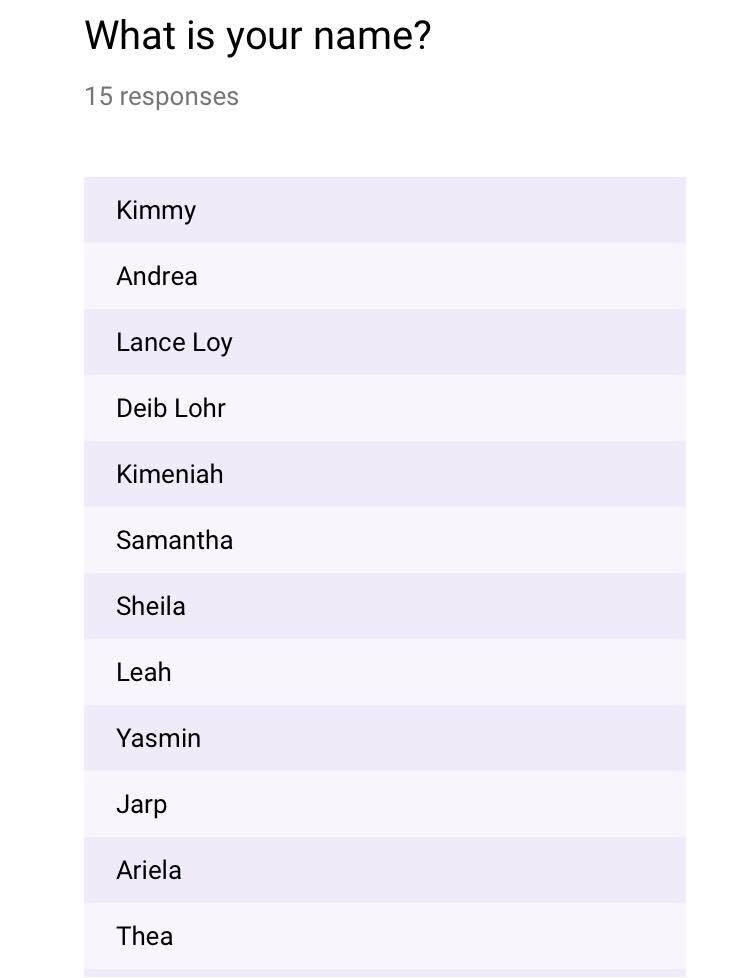 What is your name?
15 responses
Kimmy
Andrea
Lance Loy
Deib Lohr
Kimeniah
Samantha
Sheila
Leah
Yasmin
Jarp
Ariela
Thea